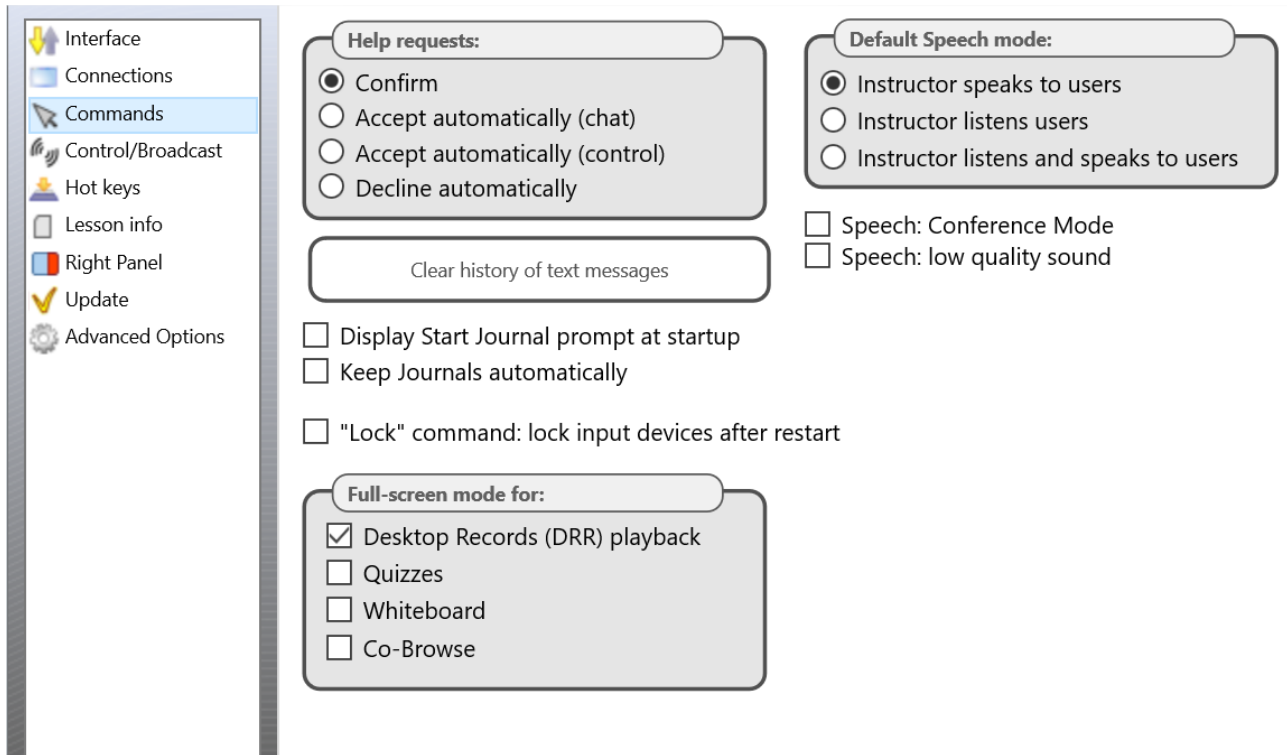 Interface
Connections
Commands
Control/Broadcast
Hot keys
Lesson info
Right Panel
Update
Advanced Options
Help requests:
Confirm
Accept automatically (chat)
Accept automatically (control)
Decline automatically
Clear history of text messages
Display Start Journal prompt at startup
Keep Journals automatically
"Lock" command: lock input devices after restart
Full-screen mode for:
Desktop Records (DRR) playback
Quizzes
Whiteboard
Co-Browse
Default Speech mode:
Instructor speaks to users
Instructor listens users
Instructor listens and speaks to users
Speech: Conference Mode
Speech: low quality sound